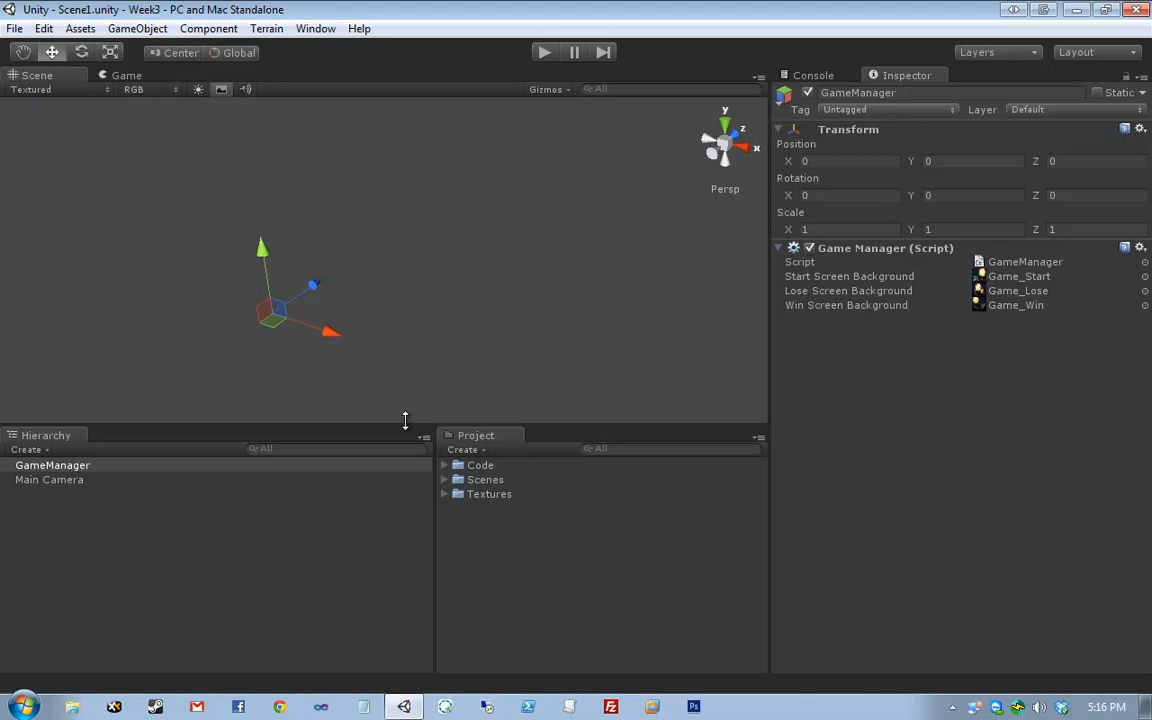 Unity - Scene1.unity - Week3 - PC and Mac Standalone
File Edit Assets GameObject Component Terrain Window Help
Center Global Layers Layout
Scene Game Console Inspector
Textured RGB Gizmos All
GameManager Static
Tag Untagged Layer Default
y
z
x
Persp
Transform
Position
X 0 Y 0 Z 0
Rotation
X 0 Y 0 Z 0
Scale
X 1 Y 1 Z 1
Game Manager (Script)
Script GameManager
Start Screen Background Game_Start
Lose Screen Background Game_Lose
Win Screen Background Game_Win
Hierarchy Project
Create All Create All
GameManager
Main Camera
Code
Scenes
Textures
5:16 PM